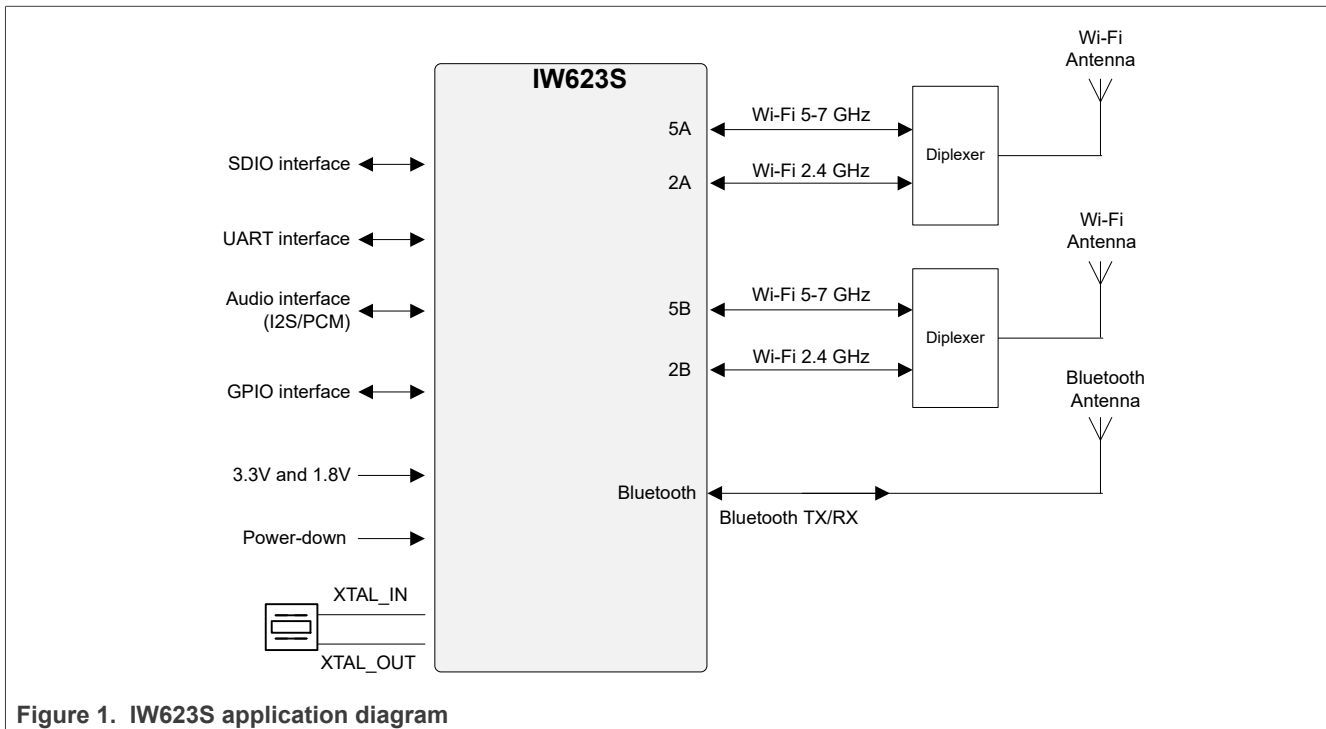 IW623S
SDIO interface
UART interface
Audio interface
(I2S/PCM)
GPIO interface
3.3V and 1.8V
Power-down
XTAL_IN
XTAL_OUT
5A
2A
5B
2B
Bluetooth
Wi-Fi 5-7 GHz
Wi-Fi 2.4 GHz
Diplexer
Wi-Fi
Antenna
Wi-Fi 5-7 GHz
Wi-Fi 2.4 GHz
Diplexer
Wi-Fi
Antenna
Bluetooth
Antenna
Bluetooth TX/RX
Figure 1. IW623S application diagram